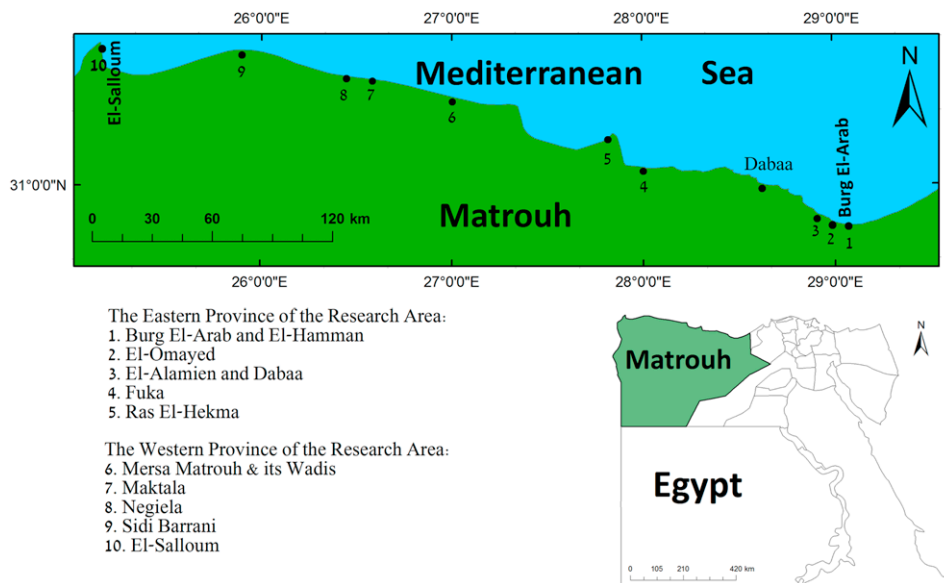 26°0'0"E 27°0'0"E 28°0'0"E 29°0'0"E
N
Mediterranean Sea
El-Salloum
10
9
8
7
6
5
4
Dabaa
Burg El-Arab
3
2
1
31°0'0"N
31°0'0"N
Matrouh
0 30 60 120 km
26°0'0"E 27°0'0"E 28°0'0"E 29°0'0"E
The Eastern Province of the Research Area:
1. Burg El-Arab and El-Hamman
2. El-Omayed
3. El-Alamien and Dabaa
4. Fuka
5. Ras El-Hekma
The Western Province of the Research Area:
6. Mersa Matrouh & its Wadis
7. Maktala
8. Negiela
9. Sidi Barrani
10. El-Salloum
N
Matrouh
Egypt
0 105 210 420 km